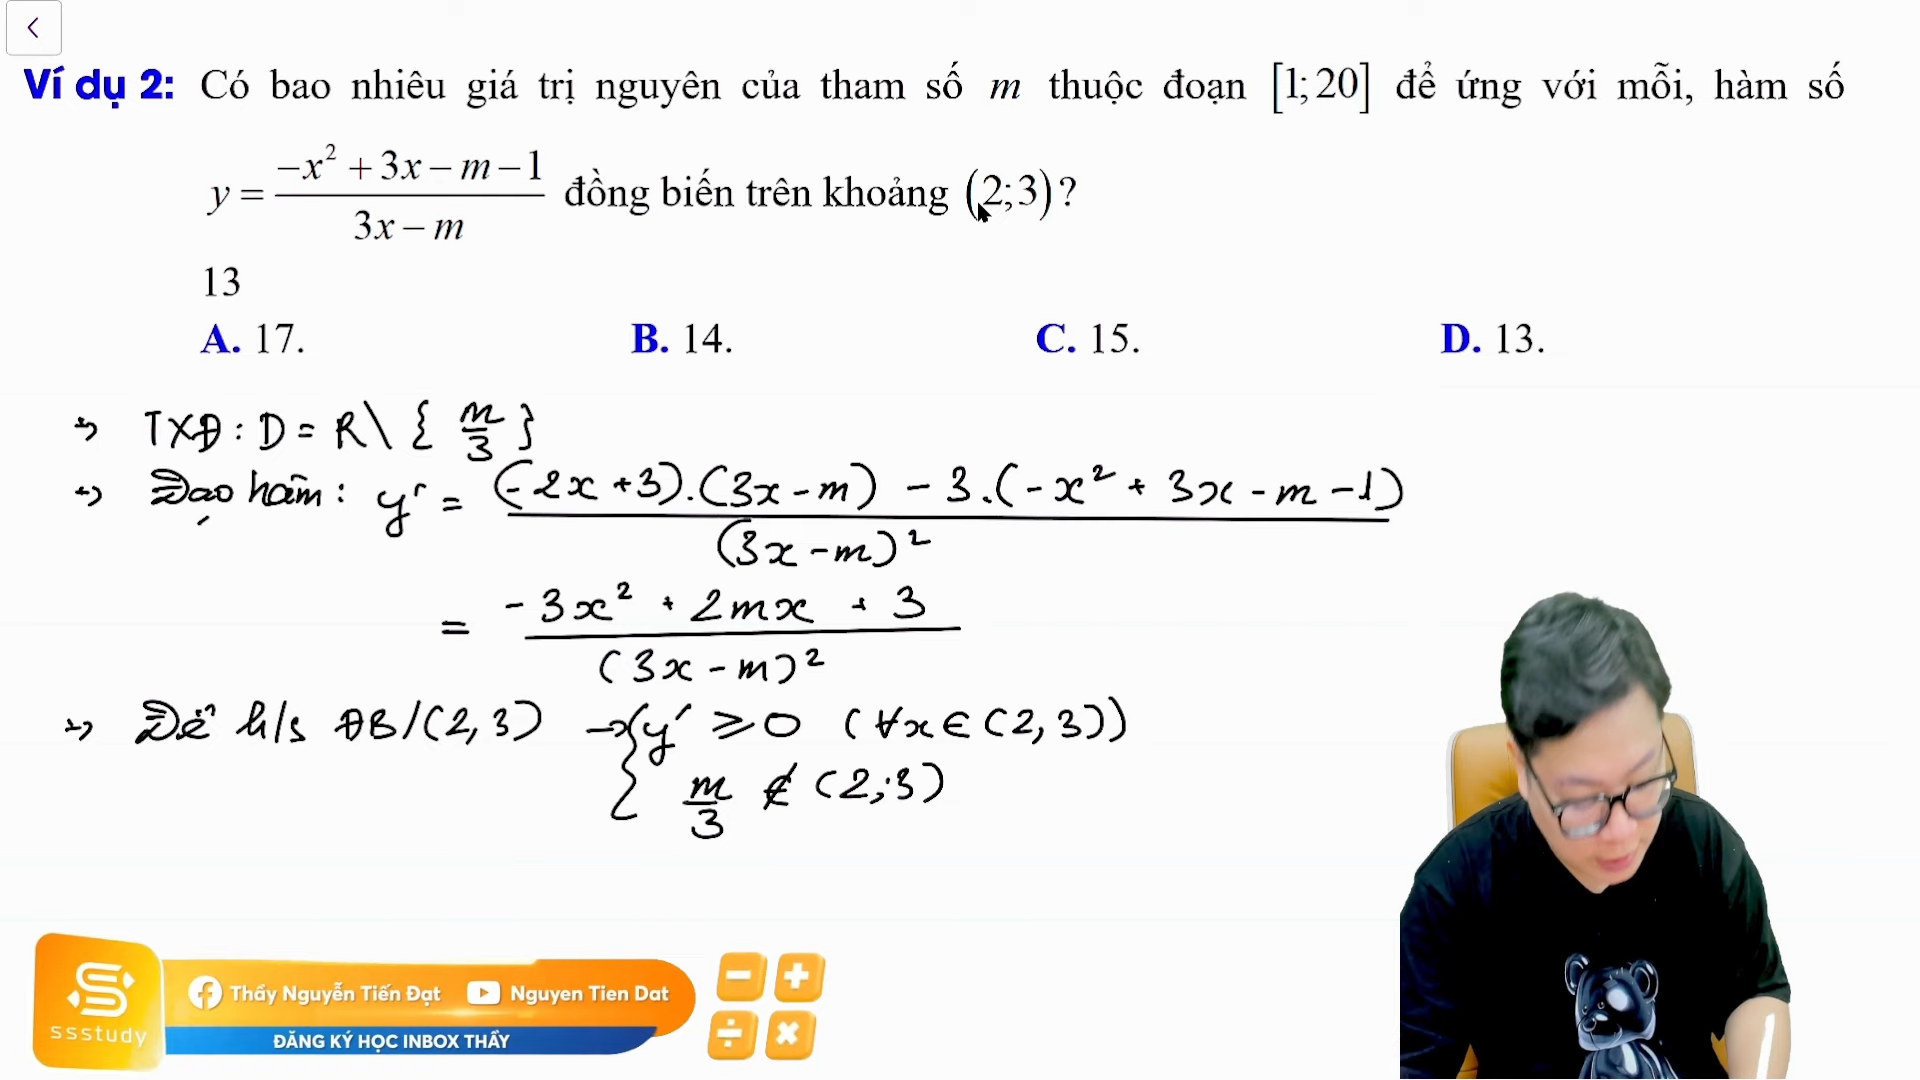 Ví dụ 2: Có bao nhiêu giá trị nguyên của tham số m thuộc đoạn [1;20] để ứng với mỗi, hàm số
y = (-x² + 3x - m - 1)/(3x - m) đồng biến trên khoảng (2;3)?
13
A. 17. B. 14. C. 15. D. 13.
→ TXĐ : D = R \ { m/3 }
→ Đạo hàm : y' = ((-2x + 3).(3x - m) - 3.(-x² + 3x - m - 1))/(3x - m)²
= (-3x² + 2mx + 3)/(3x - m)²
→ Để h/s ĐB/(2,3) → { y' ≥ 0 (∀x ∈ (2,3))
m/3 ∉ (2;3)
ssstudy
Thầy Nguyễn Tiến Đạt Nguyen Tien Dat
ĐĂNG KÝ HỌC INBOX THẦY